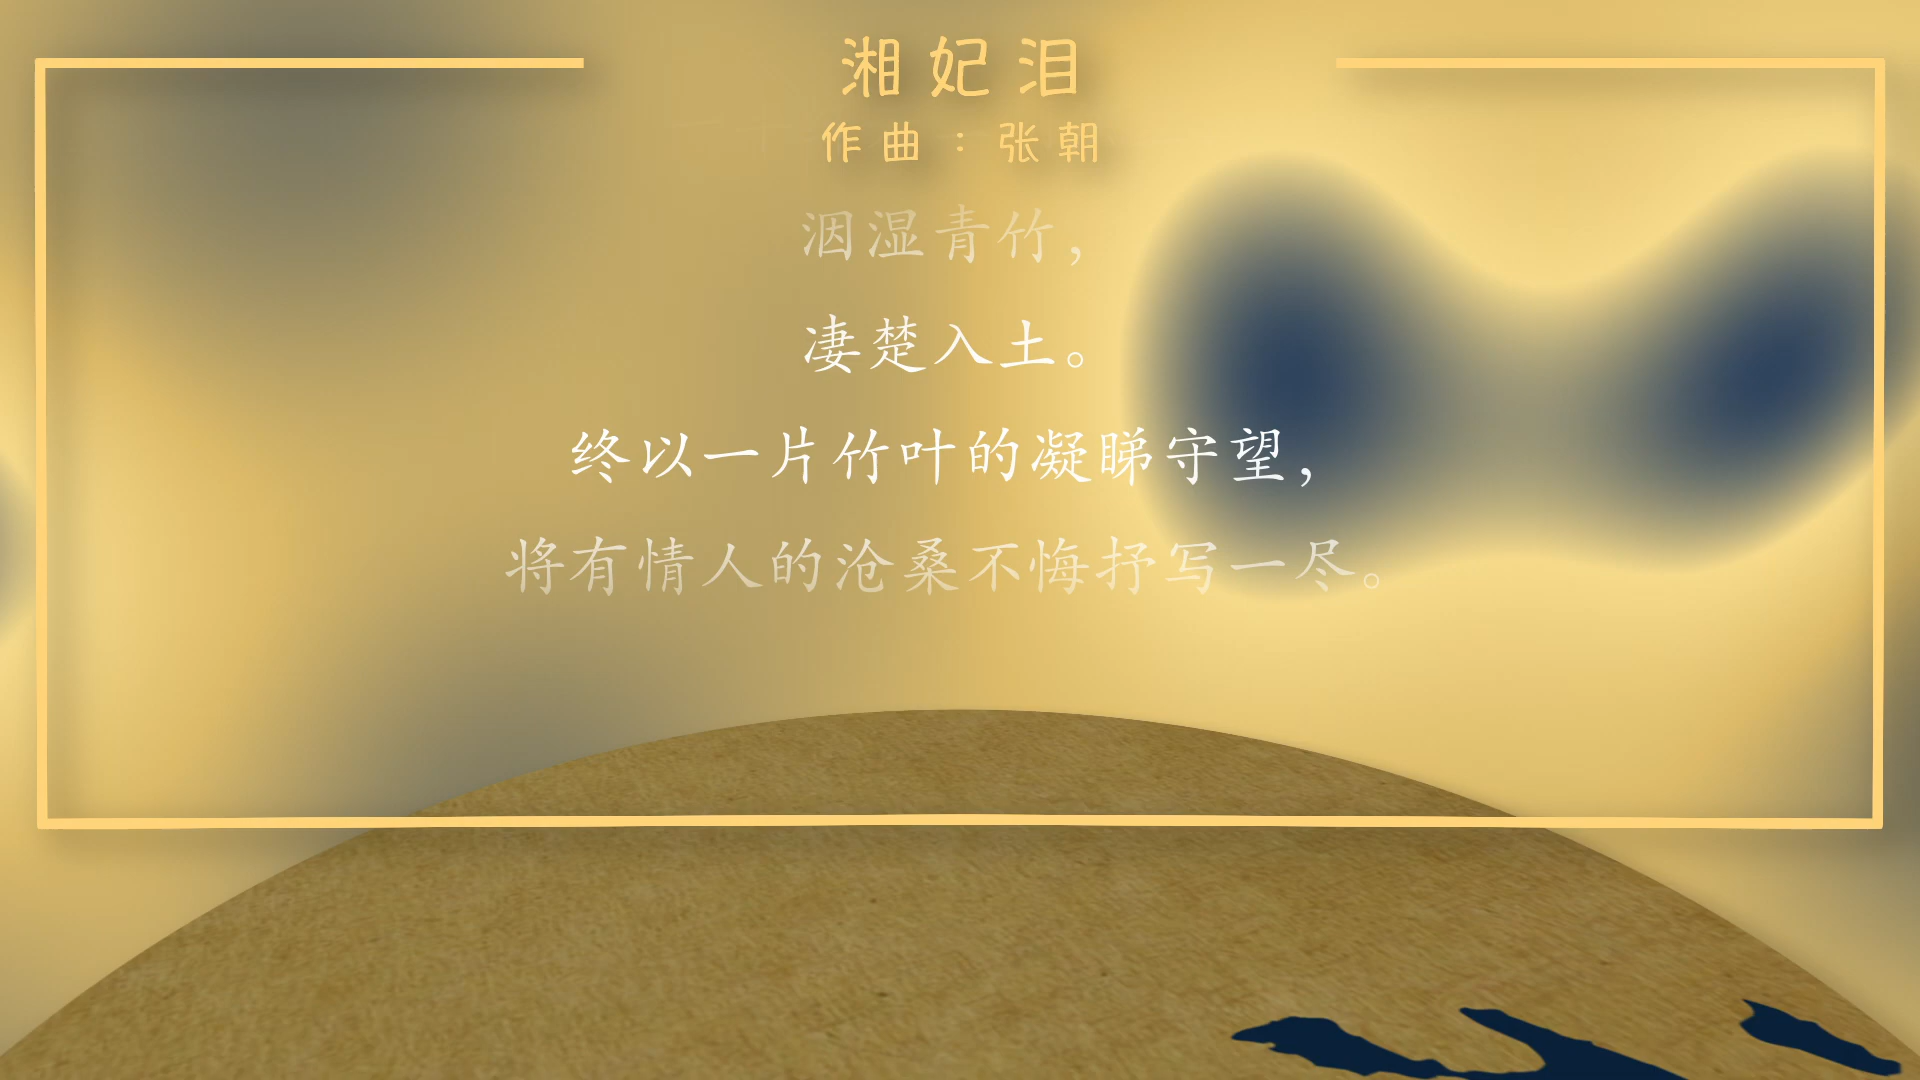 湘妃泪
作曲：张朝
洇湿青竹，
凄楚入土。
终以一片竹叶的凝睇守望，
将有情人的沧桑不悔抒写一尽。